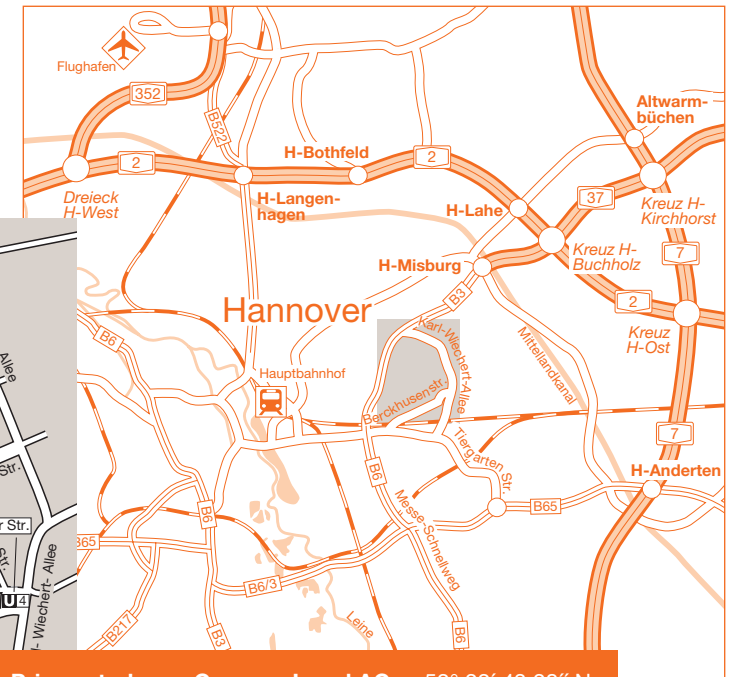 Flughafen
352
B522
Altwarm-
büchen
H-Bothfeld
2
2
Dreieck
H-West
H-Langen-
hagen
H-Lahe
37
Kreuz H-
Kirchhorst
Kreuz H-
Buchholz
7
H-Misburg
B3
2
Hannover
Karl-Wiechert-Allee
Mittellandkanal
Kreuz
H-Ost
B6
Allee
Hauptbahnhof
Berckhusenstr.
7
Str.
Tiergarten Str.
B6
H-Anderten
B6
Messe-Schnellweg
B65
r Str.
Str.
B65
Wiechert- Allee
U 4
B6/3
Leine
B217
B3
B6